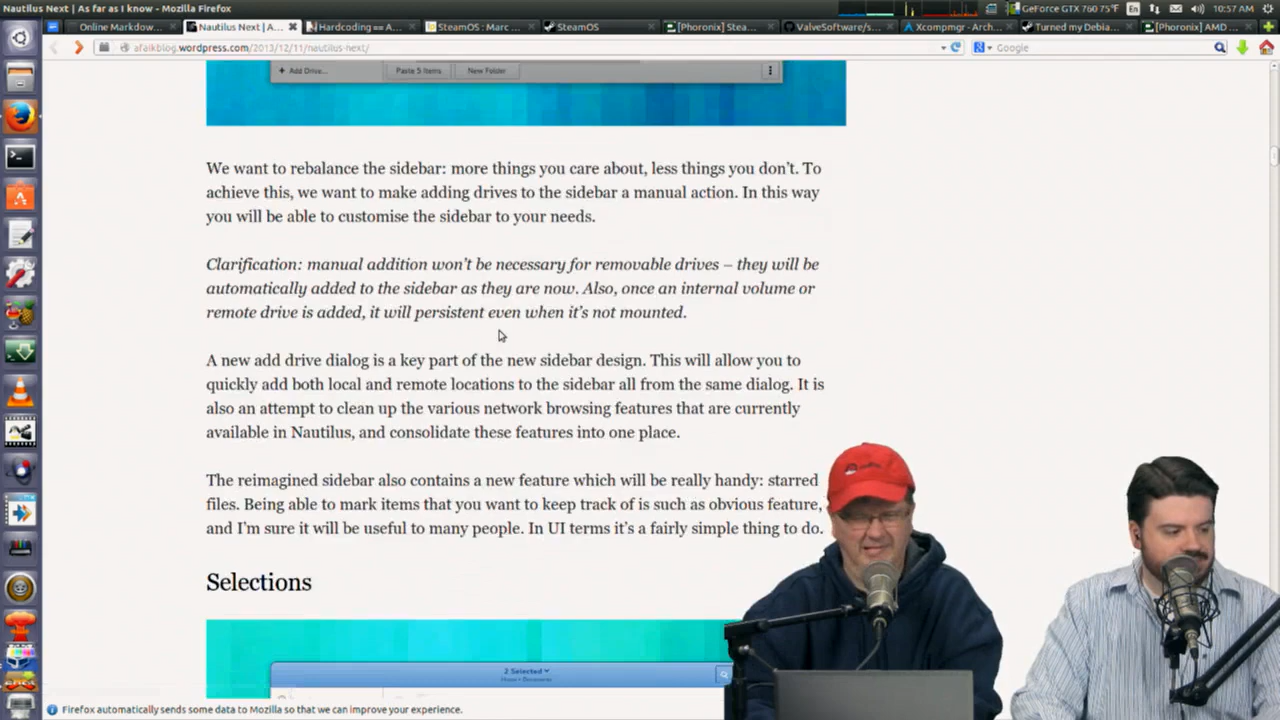 Nautilus Next | As far as I know - Mozilla Firefox
GeForce GTX 760 75°F
En
10:57 AM
Online Markdow...
Nautilus Next | A...
Hardcoding == A...
SteamOS : Marc ...
SteamOS
[Phoronix] Stea...
ValveSoftware/s...
Xcompmgr - Arch...
Turned my Debia...
[Phoronix] AMD ...
afaikblog.wordpress.com/2013/12/11/nautilus-next/
Google
Add Drive...
Paste 5 Items
New Folder
We want to rebalance the sidebar: more things you care about, less things you don't. To
achieve this, we want to make adding drives to the sidebar a manual action. In this way
you will be able to customise the sidebar to your needs.
Clarification: manual addition won't be necessary for removable drives – they will be
automatically added to the sidebar as they are now. Also, once an internal volume or
remote drive is added, it will persistent even when it's not mounted.
A new add drive dialog is a key part of the new sidebar design. This will allow you to
quickly add both local and remote locations to the sidebar all from the same dialog. It is
also an attempt to clean up the various network browsing features that are currently
available in Nautilus, and consolidate these features into one place.
The reimagined sidebar also contains a new feature which will be really handy: starred
files. Being able to mark items that you want to keep track of is such as obvious feature,
and I'm sure it will be useful to many people. In UI terms it's a fairly simple thing to do.
Selections
2 Selected
Home › Documents
Firefox automatically sends some data to Mozilla so that we can improve your experience.